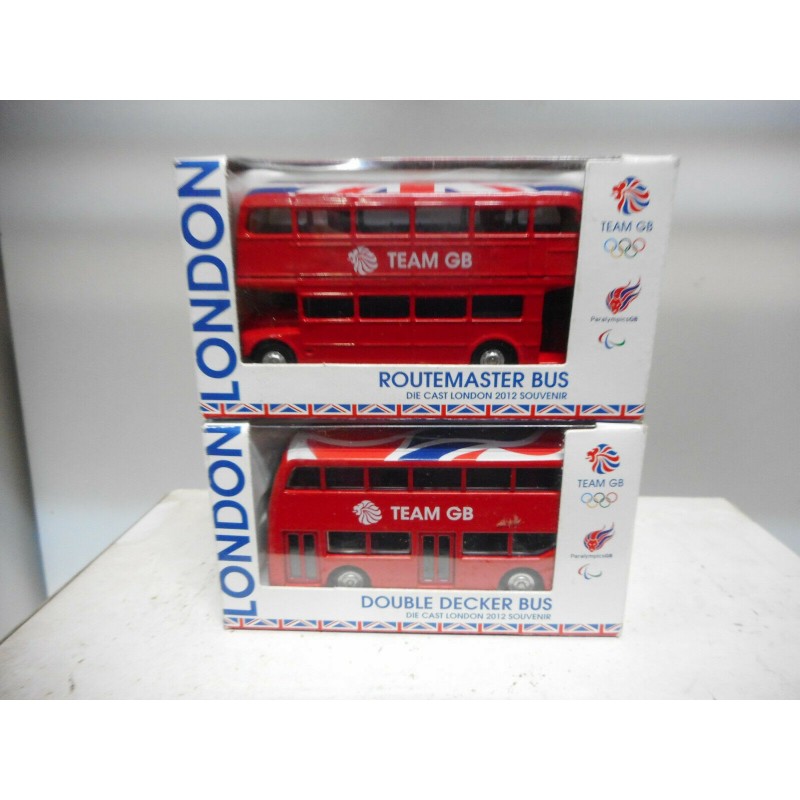 LONDON
TEAM GB
TEAM GB
ParalympicsGB
ROUTEMASTER BUS
DIE CAST LONDON 2012 SOUVENIR
LONDON
TEAM GB
TEAM GB
ParalympicsGB
DOUBLE DECKER BUS
DIE CAST LONDON 2012 SOUVENIR